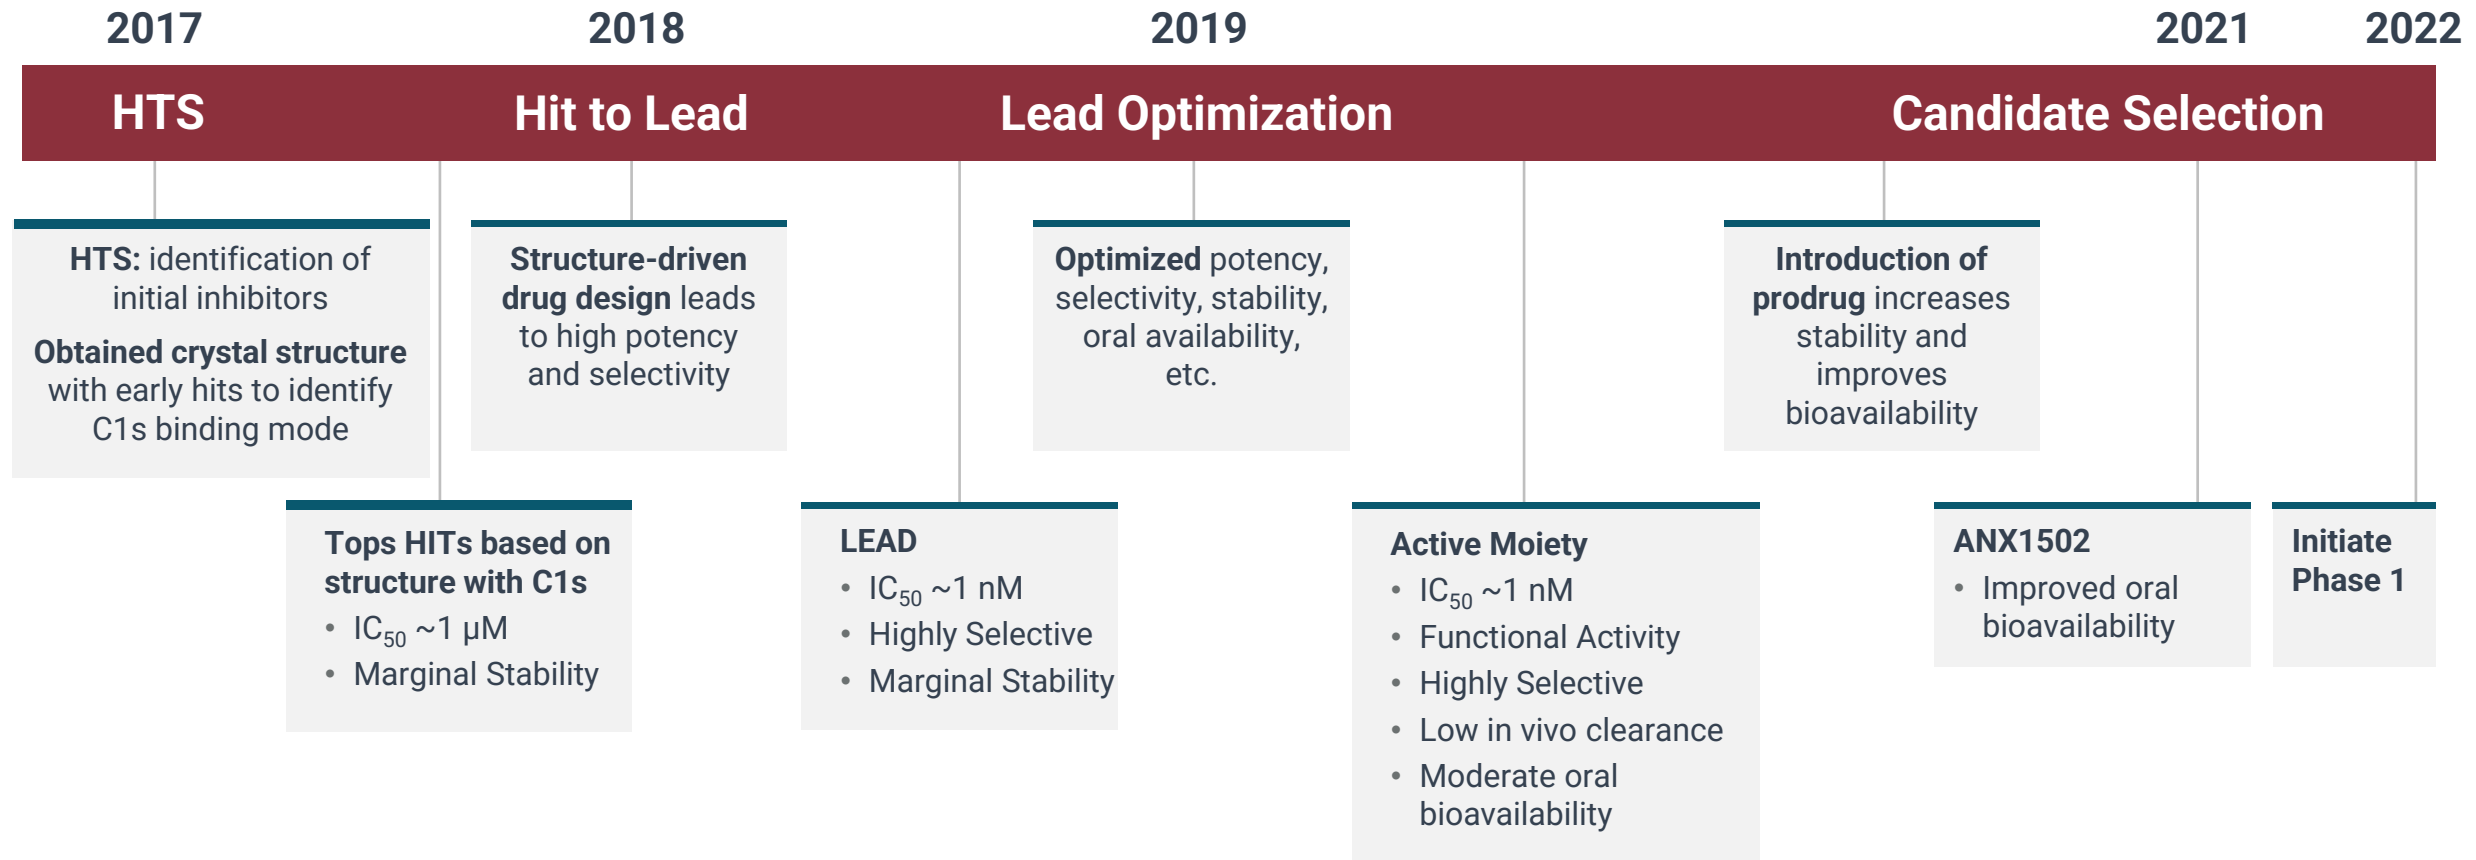 2017
2018
2019
2021
2022
HTS
Hit to Lead
Lead Optimization
Candidate Selection
HTS: identification of
initial inhibitors
Obtained crystal structure
with early hits to identify
C1s binding mode
Structure-driven
drug design leads
to high potency
and selectivity
Optimized potency,
selectivity, stability,
oral availability,
etc.
Introduction of
prodrug increases
stability and
improves
bioavailability
Tops HITs based on
structure with C1s
• IC50 ~1 µM
• Marginal Stability
LEAD
• IC50 ~1 nM
• Highly Selective
• Marginal Stability
Active Moiety
• IC50 ~1 nM
• Functional Activity
• Highly Selective
• Low in vivo clearance
• Moderate oral
bioavailability
ANX1502
• Improved oral
bioavailability
Initiate
Phase 1